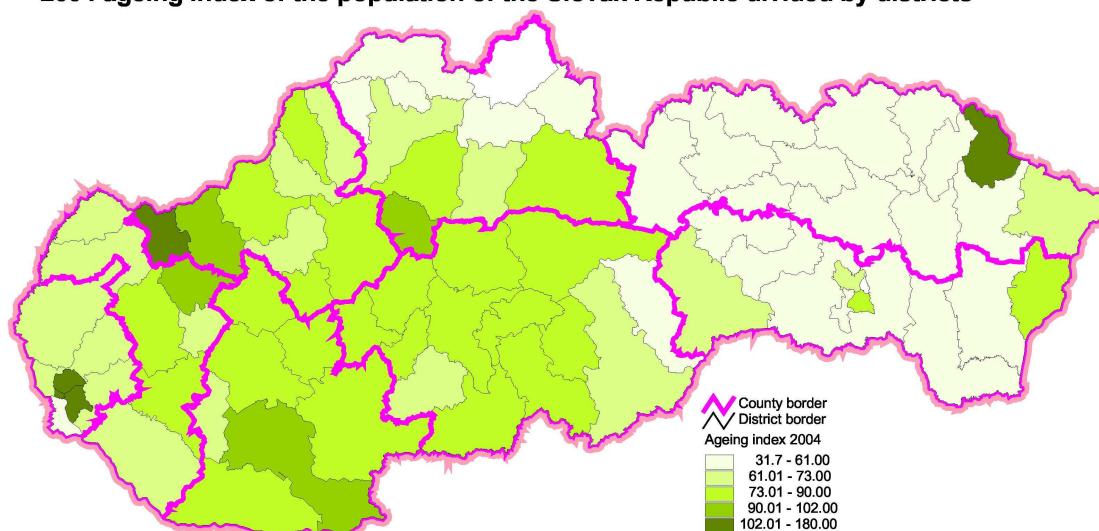 2004 ageing index of the population of the Slovak Republic divided by districts
County border
District border
Ageing index 2004
31.7 - 61.00
61.01 - 73.00
73.01 - 90.00
90.01 - 102.00
102.01 - 180.00